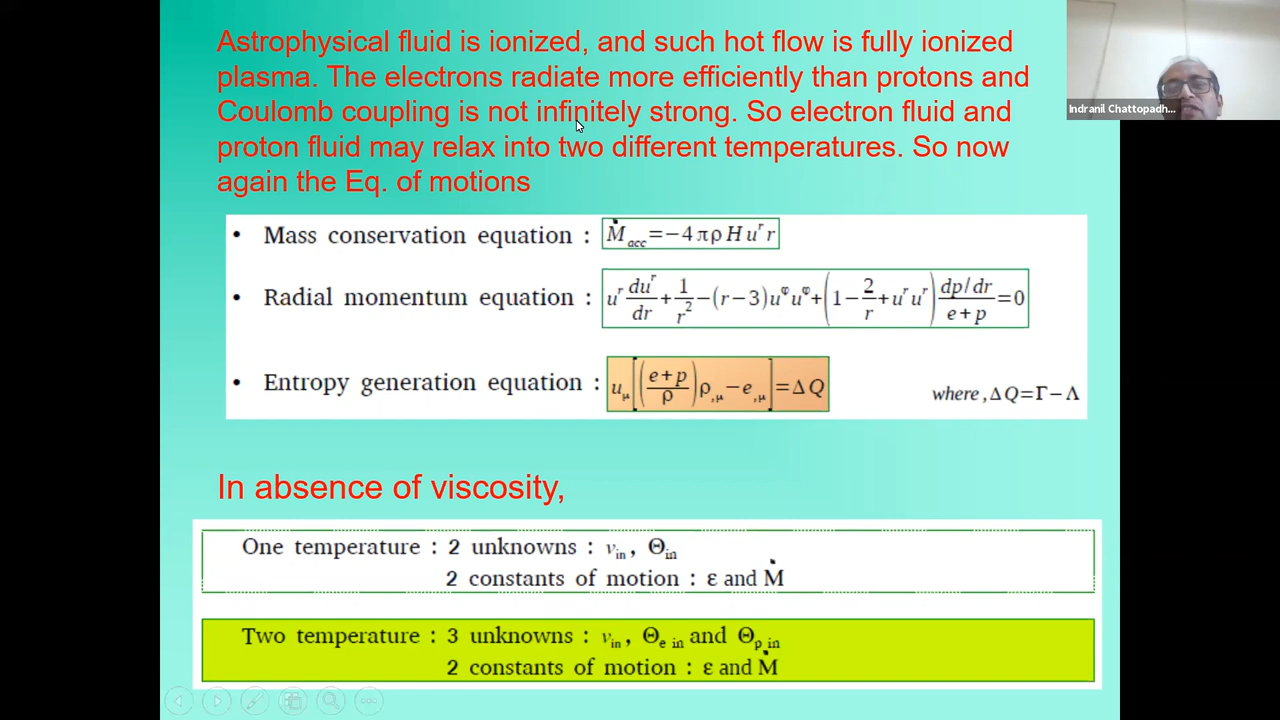 Astrophysical fluid is ionized, and such hot flow is fully ionized
plasma. The electrons radiate more efficiently than protons and
Coulomb coupling is not infinitely strong. So electron fluid and
proton fluid may relax into two different temperatures. So now
again the Eq. of motions
Indranil Chattopadh...
• Mass conservation equation : Ṁ_acc = −4 π ρ H u^r r
• Radial momentum equation : u^r du^r/dr + 1/r^2 −(r−3)u^φ u^φ + (1− 2/r + u^r u^r) (dp/dr)/(e+p) = 0
• Entropy generation equation : u_μ [((e+p)/ρ) ρ_,μ − e_,μ] = Δ Q where , Δ Q = Γ − Λ
In absence of viscosity,
One temperature : 2 unknowns : v_in , Θ_in
2 constants of motion : ε and Ṁ
Two temperature : 3 unknowns : v_in , Θ_e in and Θ_p in
2 constants of motion : ε and Ṁ